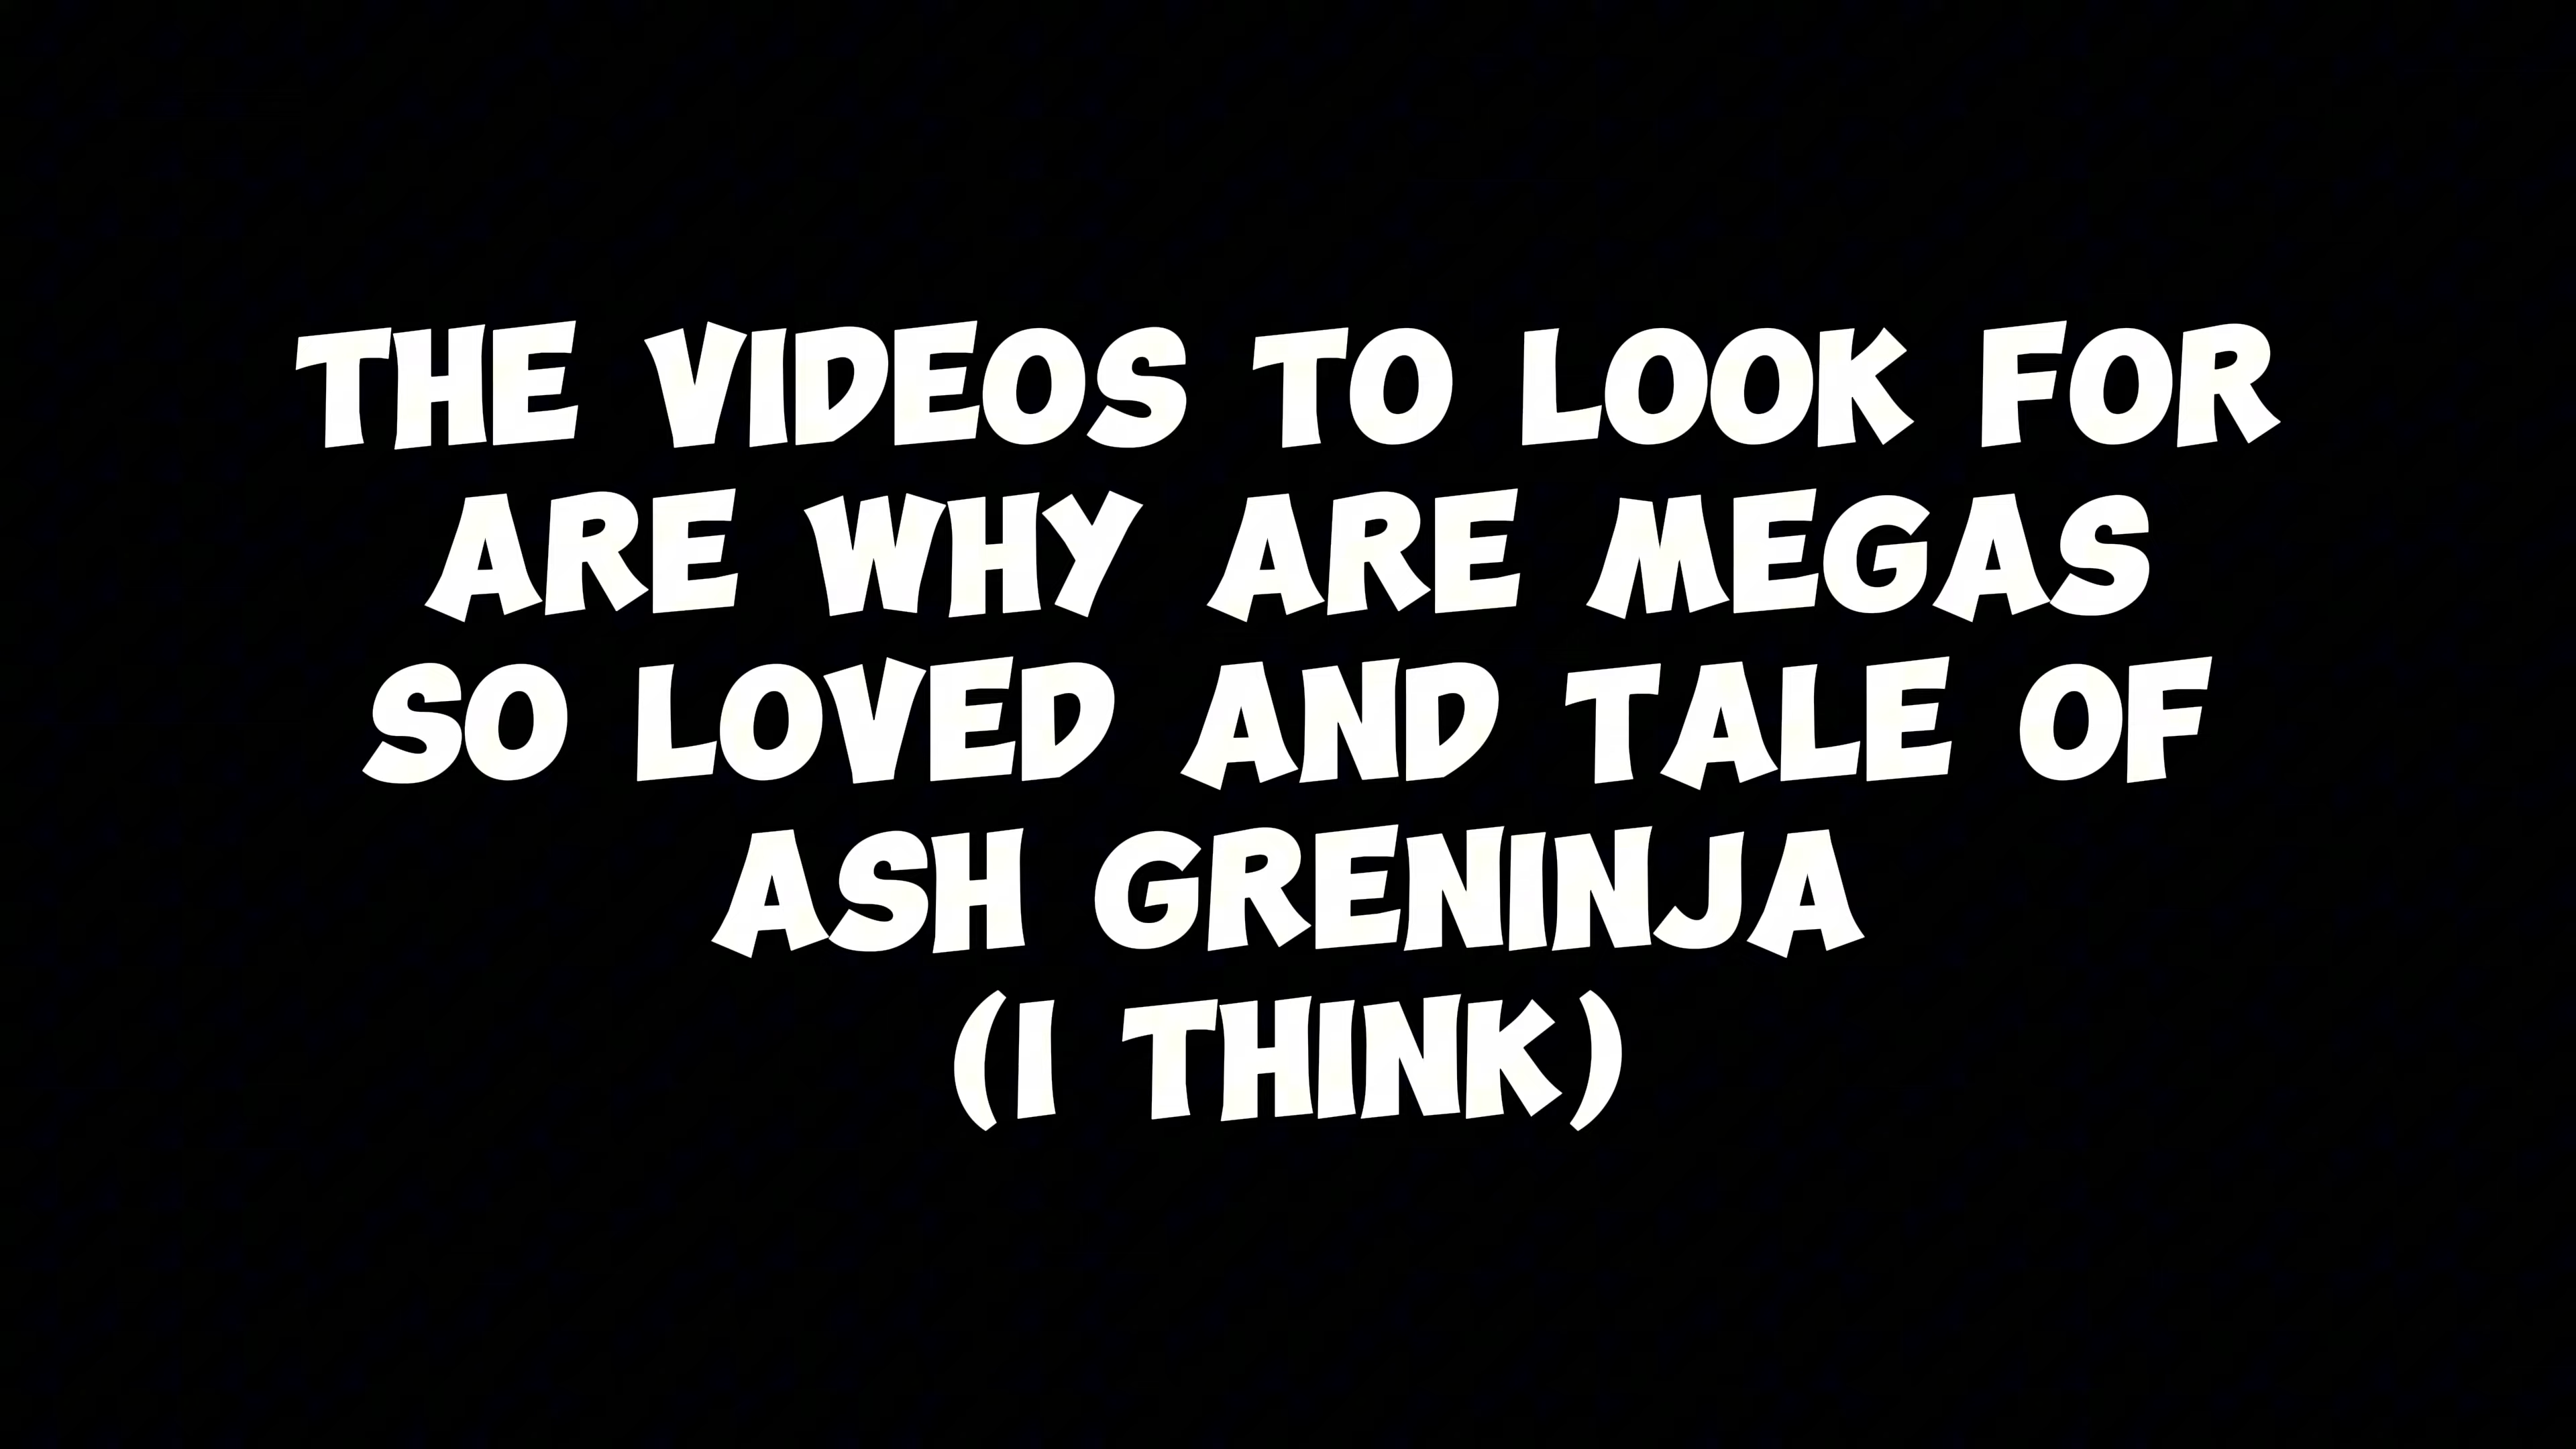 THE VIDEOS TO LOOK FOR
ARE WHY ARE MEGAS
SO LOVED AND TALE OF
ASH GRENINJA
(I THINK)